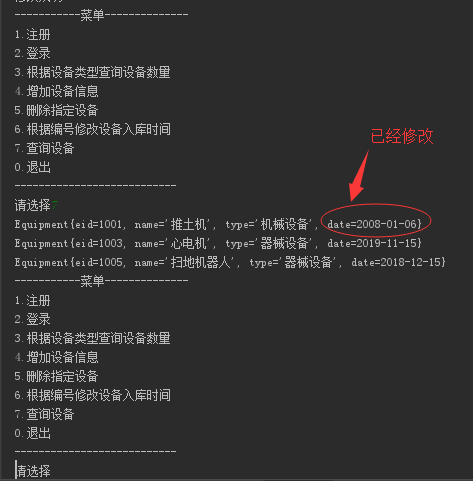 -----------菜单--------------
1.注册
2.登录
3.根据设备类型查询设备数量
4.增加设备信息
5.删除指定设备
6.根据编号修改设备入库时间
7.查询设备
0.退出
---------------------------
已经修改
请选择7
Equipment{eid=1001, name='推土机', type='机械设备', date=2008-01-06}
Equipment{eid=1003, name='心电机', type='器械设备', date=2019-11-15}
Equipment{eid=1005, name='扫地机器人', type='器械设备', date=2018-12-15}
-----------菜单--------------
1.注册
2.登录
3.根据设备类型查询设备数量
4.增加设备信息
5.删除指定设备
6.根据编号修改设备入库时间
7.查询设备
0.退出
---------------------------
请选择